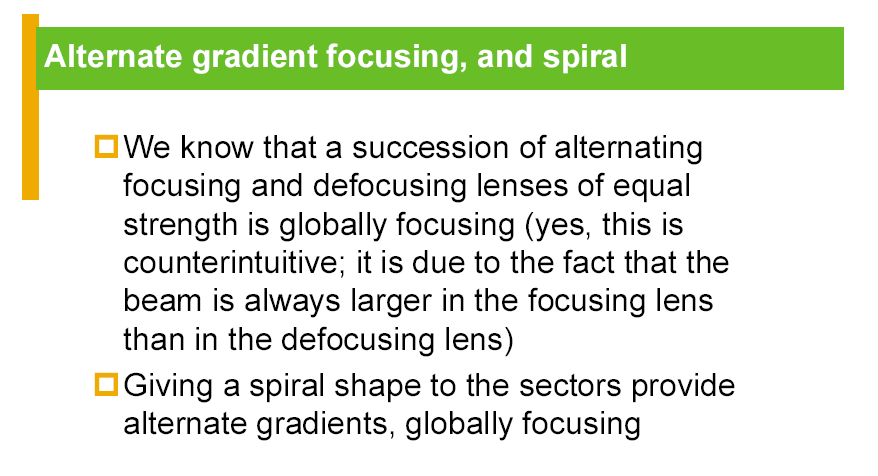 Alternate gradient focusing, and spiral
We know that a succession of alternating
focusing and defocusing lenses of equal
strength is globally focusing (yes, this is
counterintuitive; it is due to the fact that the
beam is always larger in the focusing lens
than in the defocusing lens)
Giving a spiral shape to the sectors provide
alternate gradients, globally focusing